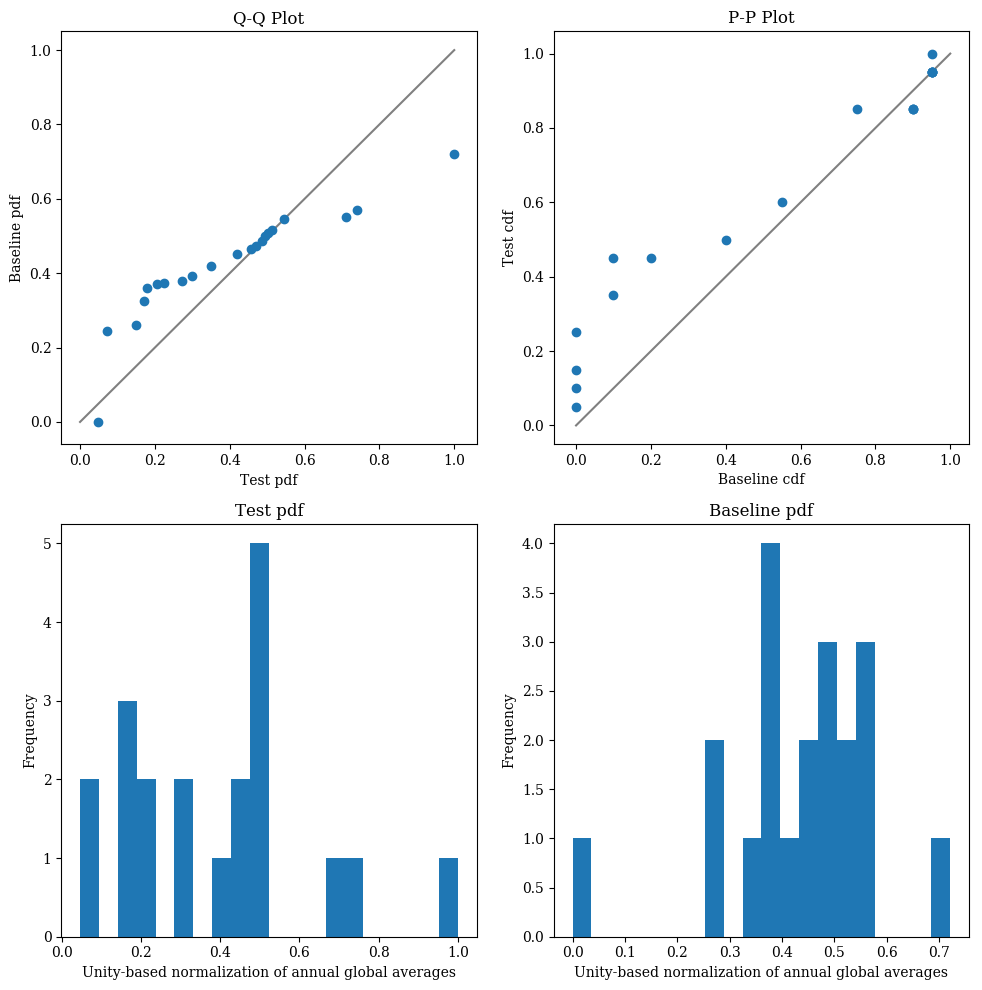 Q-Q Plot
1.0
0.8
0.6
0.4
0.2
0.0
Baseline pdf
0.0 0.2 0.4 0.6 0.8 1.0
Test pdf
P-P Plot
1.0
0.8
0.6
0.4
0.2
0.0
Test cdf
0.0 0.2 0.4 0.6 0.8 1.0
Baseline cdf
Test pdf
5
4
3
2
1
0
Frequency
0.0 0.2 0.4 0.6 0.8 1.0
Unity-based normalization of annual global averages
Baseline pdf
4.0
3.5
3.0
2.5
2.0
1.5
1.0
0.5
0.0
Frequency
0.0 0.1 0.2 0.3 0.4 0.5 0.6 0.7
Unity-based normalization of annual global averages